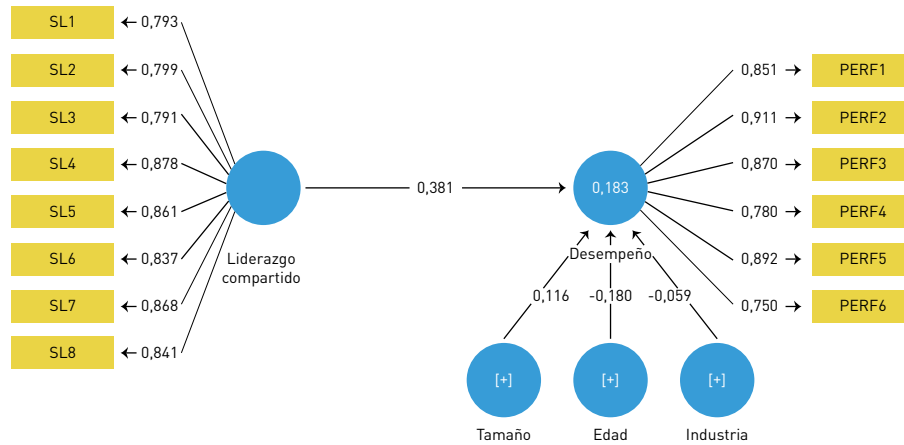 SL1
0,793
SL2
0,799
SL3
0,791
SL4
0,878
SL5
0,861
SL6
0,837
SL7
0,868
SL8
0,841
Liderazgo
compartido
0,381
0,183
Desempeño
0,851
PERF1
0,911
PERF2
0,870
PERF3
0,780
PERF4
0,892
PERF5
0,750
PERF6
0,116
-0,180
-0,059
[+]
[+]
[+]
Tamaño
Edad
Industria